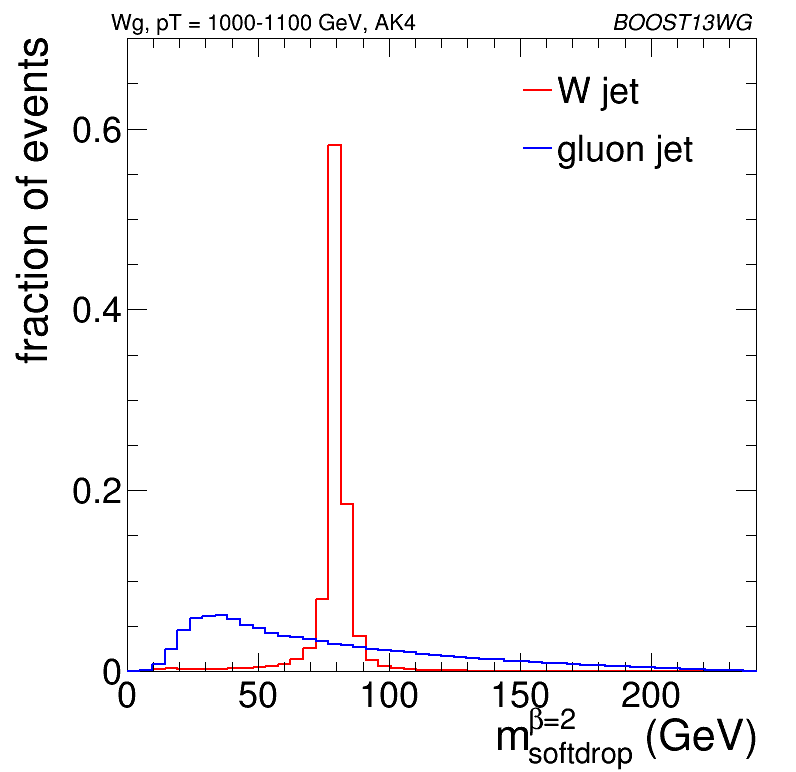 Wg, pT = 1000-1100 GeV, AK4
BOOST13WG
fraction of events
W jet
gluon jet
0.6
0.4
0.2
0
0 50 100 150 200
m^{β=2}_{softdrop} (GeV)